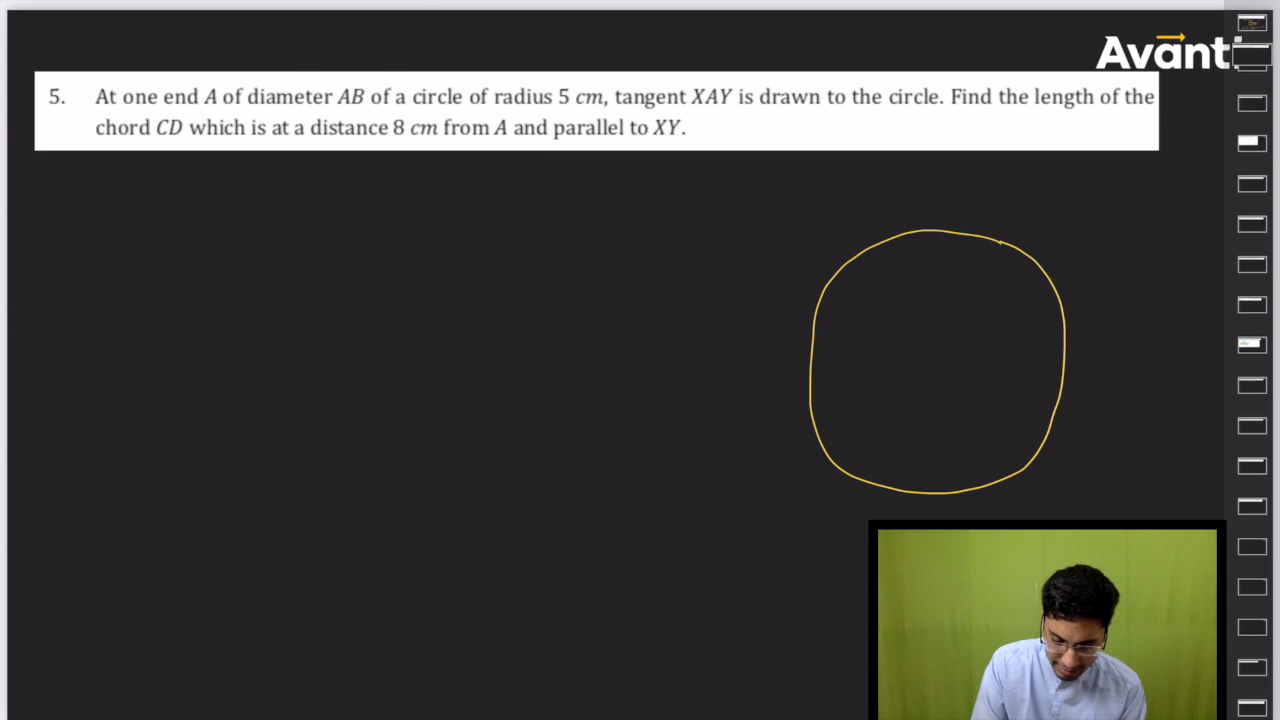 Avanti
5. At one end A of diameter AB of a circle of radius 5 cm, tangent XAY is drawn to the circle. Find the length of the
chord CD which is at a distance 8 cm from A and parallel to XY.